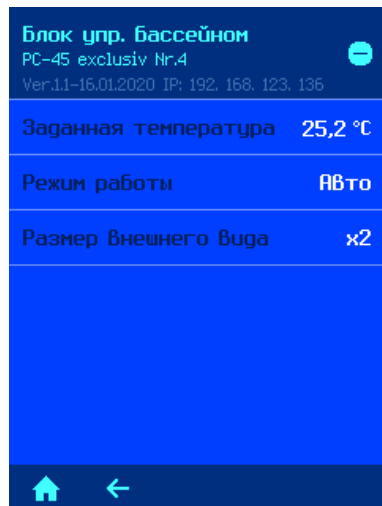 Блок упр. бассейном
PC-45 exclusiv Nr.4
Ver.1.1-16.01.2020 IP: 192. 168. 123. 136
Заданная температура 25,2 °C
Режим работы Авто
Размер внешнего вида x2